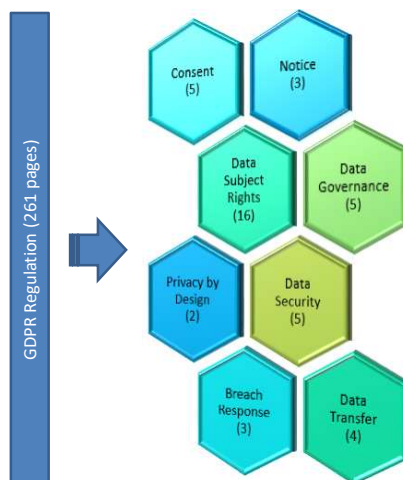 GDPR Regulation (261 pages)
Consent
(5)
Notice
(3)
Data
Subject
Rights
(16)
Data
Governance
(5)
Privacy by
Design
(2)
Data
Security
(5)
Breach
Response
(3)
Data
Transfer
(4)